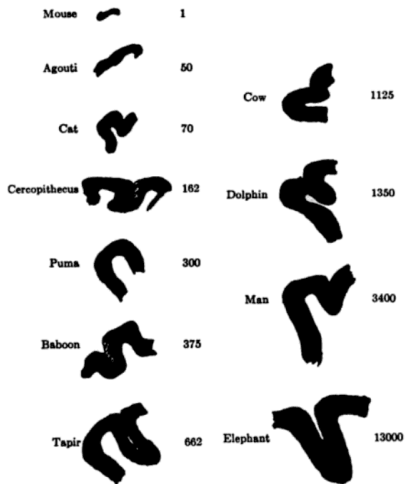 Mouse 1
Agouti 50
Cat 70
Cercopithecus 162
Puma 300
Baboon 375
Tapir 662
Cow 1125
Dolphin 1350
Man 3400
Elephant 13000